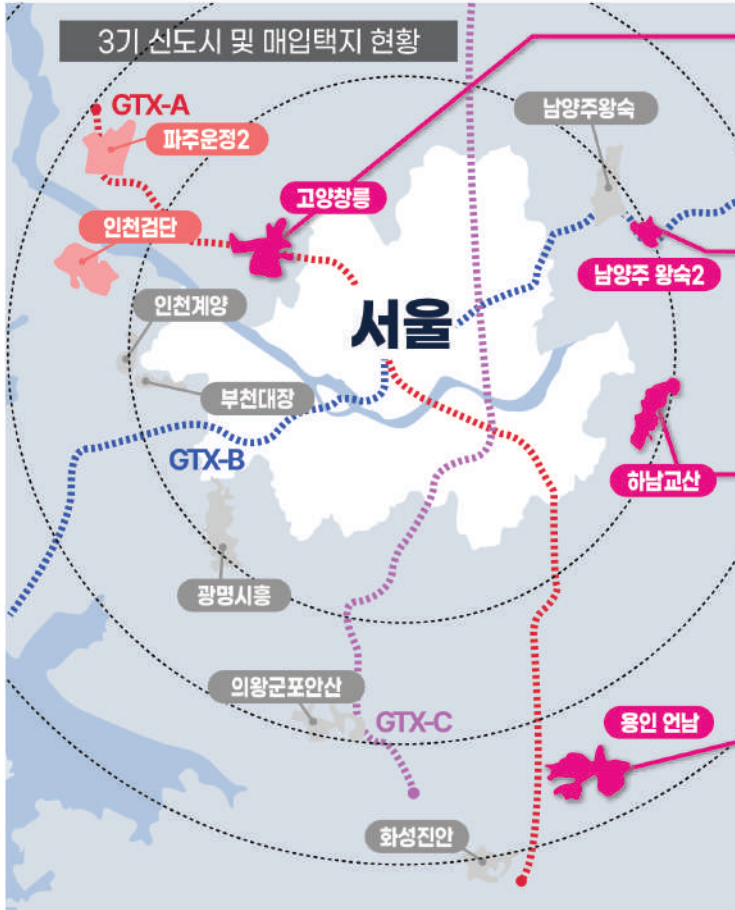 3기 신도시 및 매입택지 현황
GTX-A
파주운정2
남양주왕숙
고양창릉
인천검단
남양주 왕숙2
인천계양
서울
부천대장
GTX-B
하남교산
광명시흥
의왕군포안산
GTX-C
용인 언남
화성진안